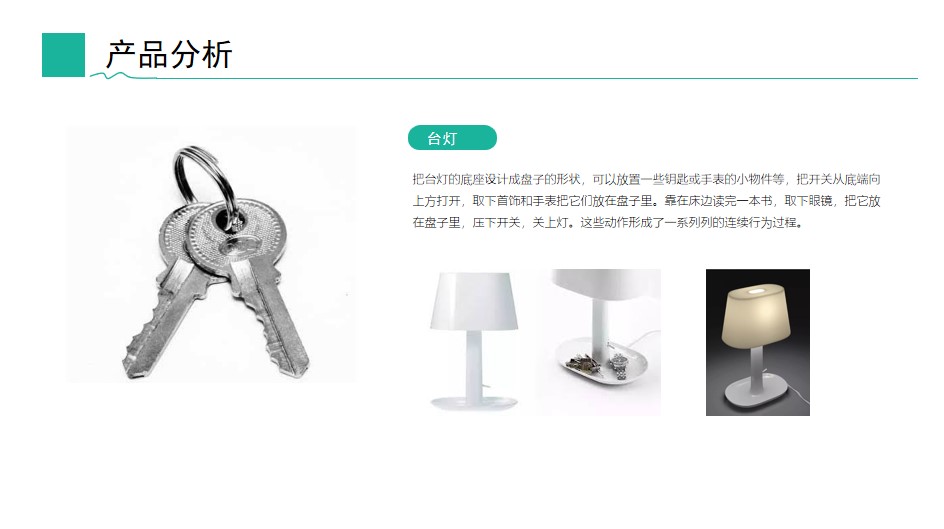 产品分析
台灯
把台灯的底座设计成盘子的形状，可以放置一些钥匙或手表的小物件等，把开关从底端向
上方打开，取下首饰和手表把它们放在盘子里。靠在床边读完一本书，取下眼镜，把它放
在盘子里，压下开关，关上灯。这些动作形成了一系列列的连续行为过程。